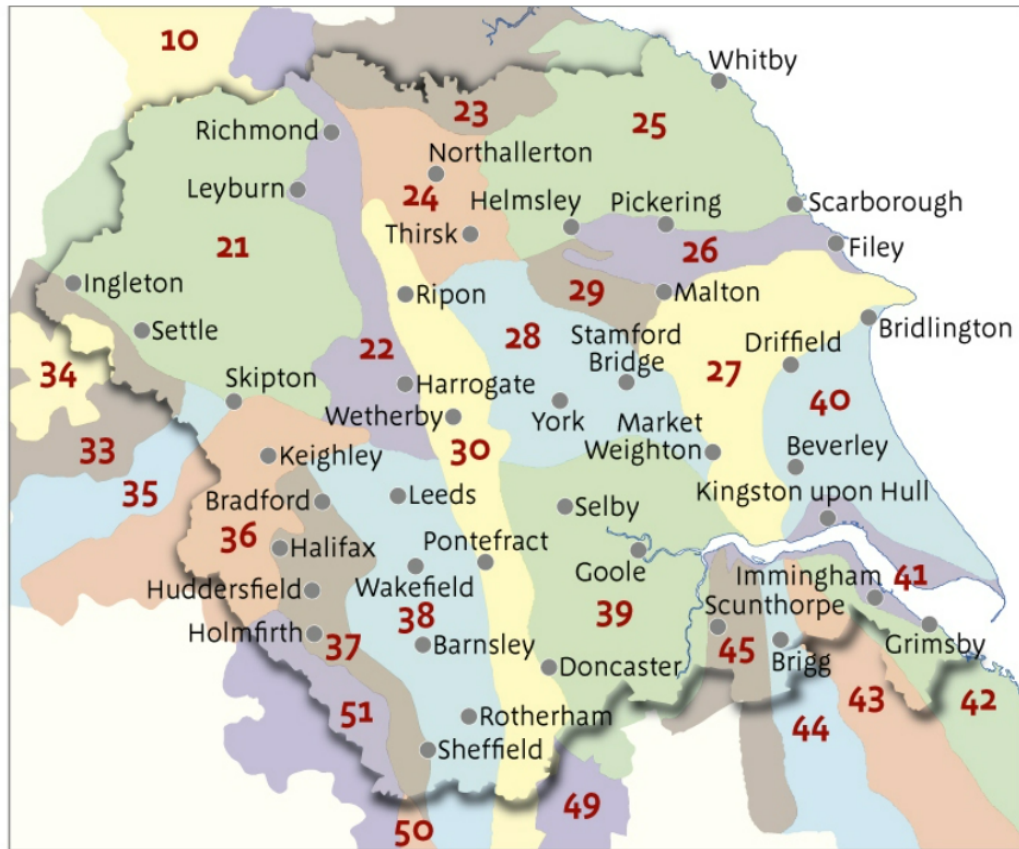 10
Whitby
23
25
Richmond
Northallerton
Leyburn
24
Helmsley
Pickering
Scarborough
Thirsk
21
26
Filey
Ingleton
29
Malton
Ripon
Settle
28
Stamford
Bridge
Driffield
Bridlington
22
34
27
Skipton
Harrogate
40
Wetherby
York
Market
Weighton
33
30
Keighley
Beverley
35
Bradford
Leeds
Kingston upon Hull
Selby
36
Halifax
Pontefract
Goole
Immingham
41
Huddersfield
Wakefield
Scunthorpe
38
39
Holmfirth
37
Barnsley
45
Brigg
Grimsby
Doncaster
51
43
42
Rotherham
44
Sheffield
49
50